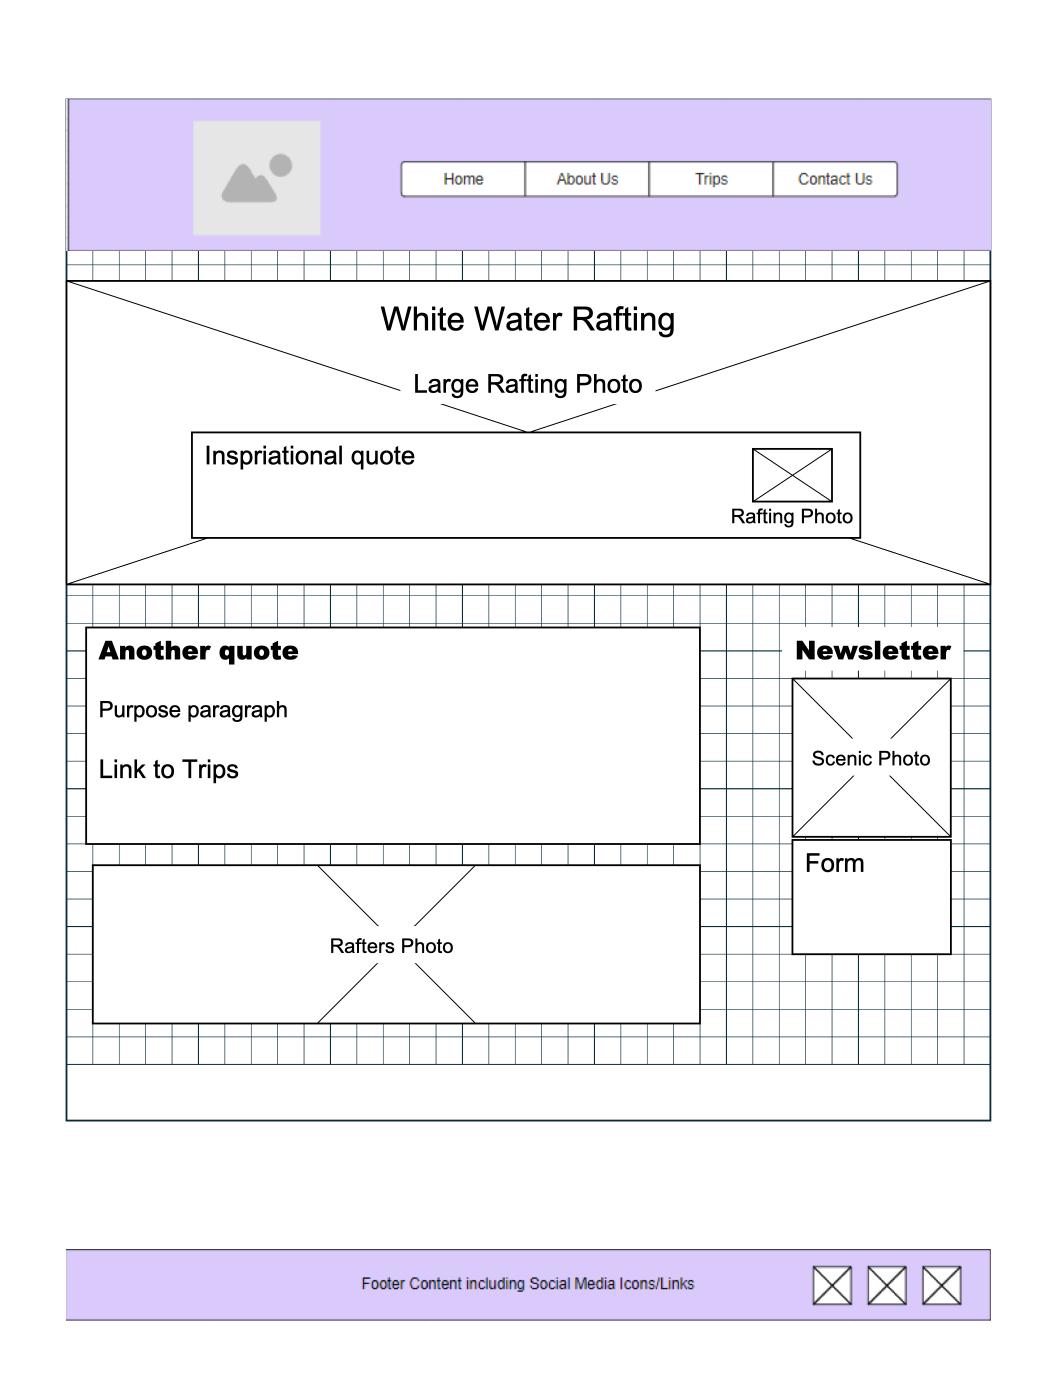 Home
About Us
Trips
Contact Us
White Water Rafting
Large Rafting Photo
Inspriational quote
Rafting Photo
Another quote
Purpose paragraph
Link to Trips
Rafters Photo
Newsletter
Scenic Photo
Form
Footer Content including Social Media Icons/Links